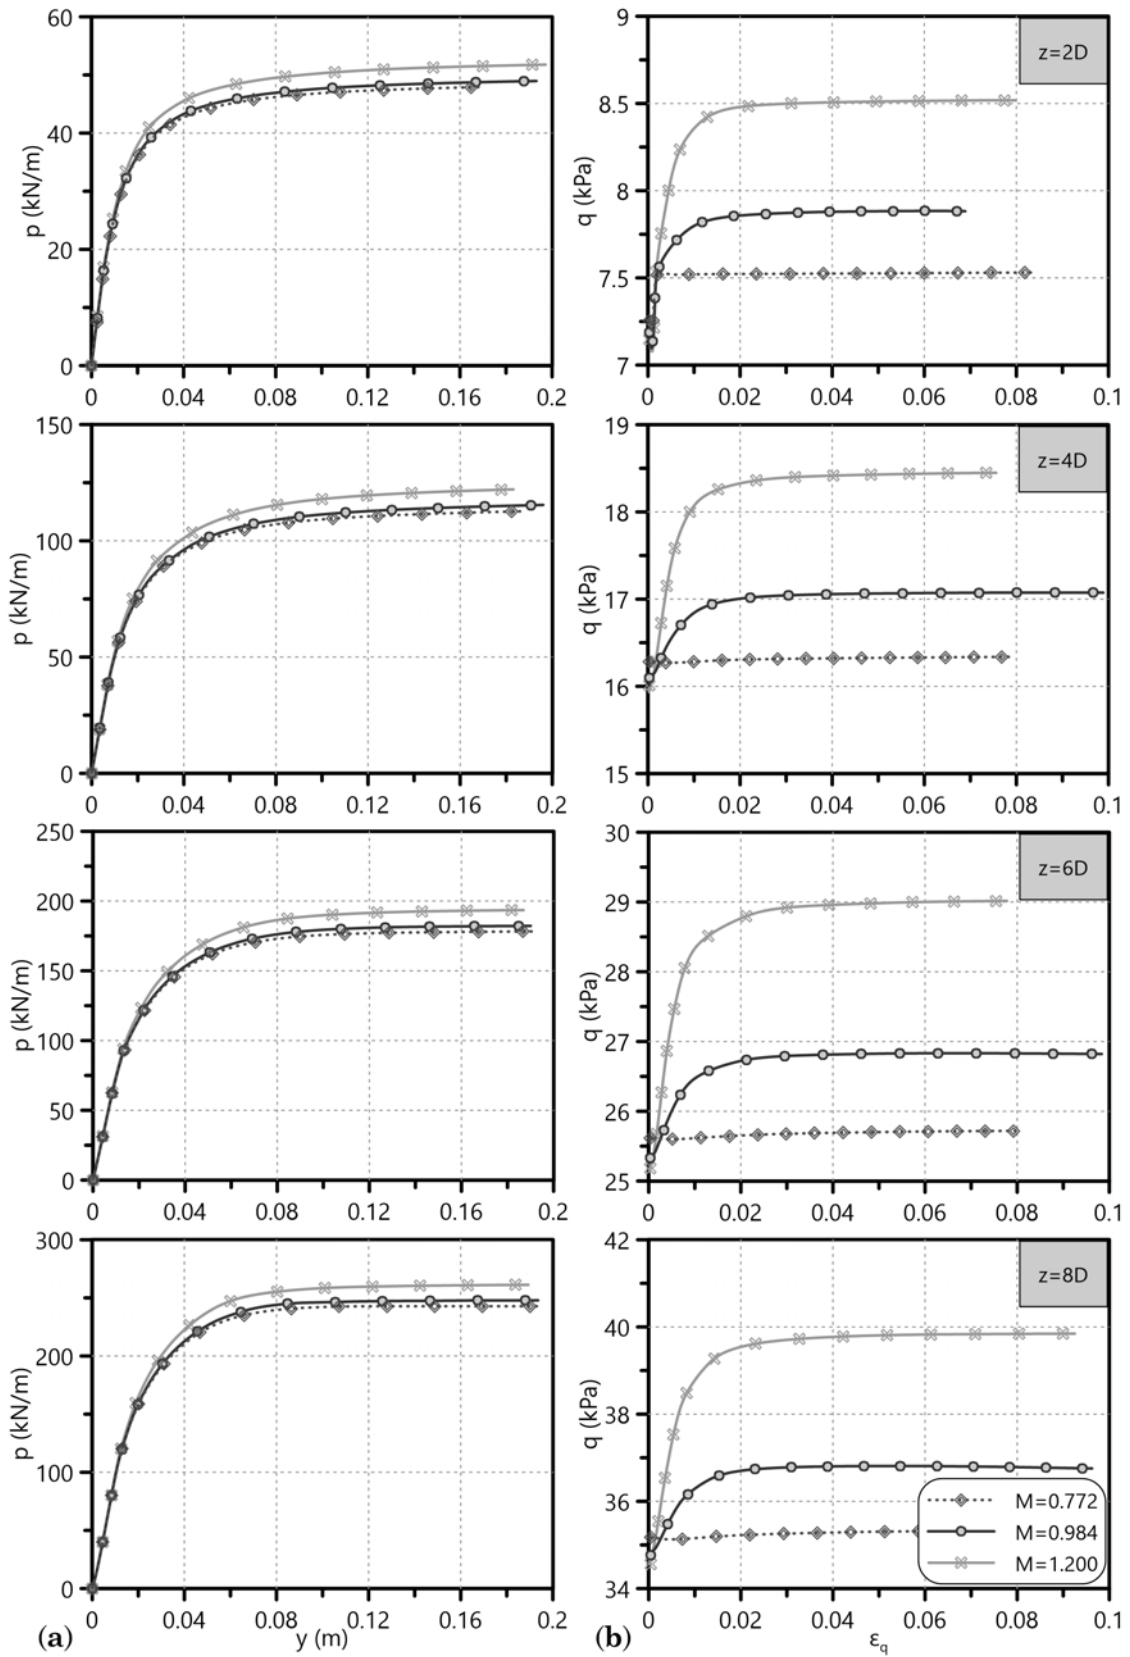 60
40
20
0
p (kN/m)
0 0.04 0.08 0.12 0.16 0.2
9
8.5
8
7.5
7
q (kPa)
z=2D
0 0.02 0.04 0.06 0.08 0.1
150
100
50
0
p (kN/m)
0 0.04 0.08 0.12 0.16 0.2
19
18
17
16
15
q (kPa)
z=4D
0 0.02 0.04 0.06 0.08 0.1
250
200
150
100
50
0
p (kN/m)
0 0.04 0.08 0.12 0.16 0.2
30
29
28
27
26
25
q (kPa)
z=6D
0 0.02 0.04 0.06 0.08 0.1
300
200
100
0
p (kN/m)
0 0.04 0.08 0.12 0.16 0.2
(a) y (m)
42
40
38
36
34
q (kPa)
z=8D
M=0.772
M=0.984
M=1.200
0 0.02 0.04 0.06 0.08 0.1
(b) εq